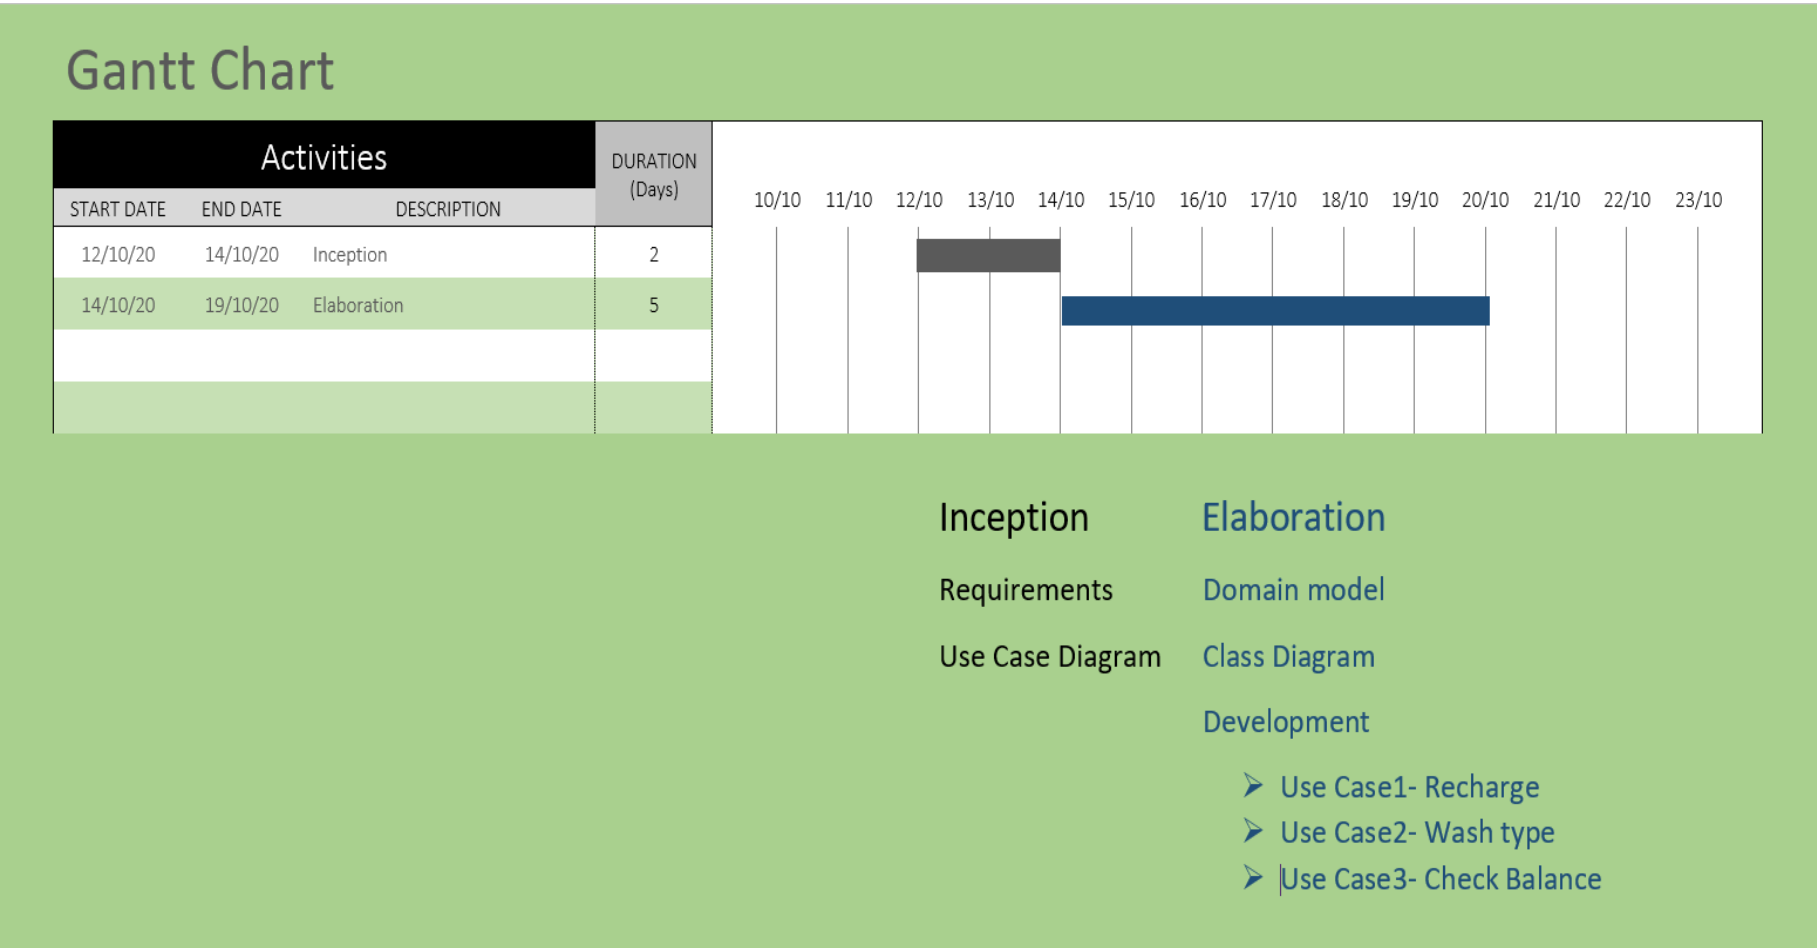 Gantt Chart
Activities
DURATION
(Days)
START DATE END DATE DESCRIPTION
10/10 11/10 12/10 13/10 14/10 15/10 16/10 17/10 18/10 19/10 20/10 21/10 22/10 23/10
12/10/20 14/10/20 Inception 2
14/10/20 19/10/20 Elaboration 5
Inception Elaboration
Requirements Domain model
Use Case Diagram Class Diagram
Development
➢ Use Case1- Recharge
➢ Use Case2- Wash type
➢ Use Case3- Check Balance